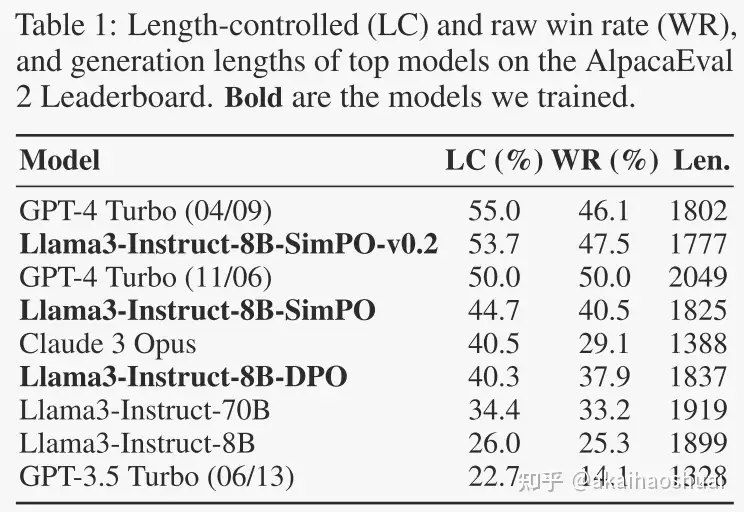 Table 1: Length-controlled (LC) and raw win rate (WR),
and generation lengths of top models on the AlpacaEval
2 Leaderboard. Bold are the models we trained.
Model LC (%) WR (%) Len.
GPT-4 Turbo (04/09) 55.0 46.1 1802
Llama3-Instruct-8B-SimPO-v0.2 53.7 47.5 1777
GPT-4 Turbo (11/06) 50.0 50.0 2049
Llama3-Instruct-8B-SimPO 44.7 40.5 1825
Claude 3 Opus 40.5 29.1 1388
Llama3-Instruct-8B-DPO 40.3 37.9 1837
Llama3-Instruct-70B 34.4 33.2 1919
Llama3-Instruct-8B 26.0 25.3 1899
GPT-3.5 Turbo (06/13) 22.7 14.1 1328
知乎 @akaihaoshuai